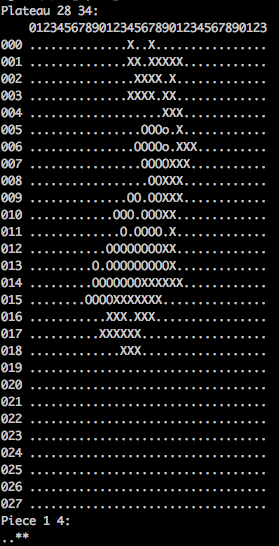 Plateau 28 34:
    0123456789012345678901234567890123
000 ..............X..X................
001 ..............XX.XXXXX............
002 ...............XXXX.X.............
003 ..............XXXX.XX.............
004 ...................XXX............
005 ................OOOo.X............
006 ...............OOOOo.XXX..........
007 ................OOOOXXX...........
008 .................OOXXX............
009 ..............OO.OOXXX............
010 ............OOO.OOOXX.............
011 .............O.OOOO.X.............
012 ...........OOOOOOOOXX.............
013 .........O.OOOOOOOOOX.............
014 .........OOOOOOOXXXXXX............
015 ........OOOOXXXXXXX...............
016 ...........XXX.XXX................
017 ..........XXXXXX..................
018 .............XXX..................
019 ..................................
020 ..................................
021 ..................................
022 ..................................
023 ..................................
024 ..................................
025 ..................................
026 ..................................
027 ..................................
Piece 1 4:
..**